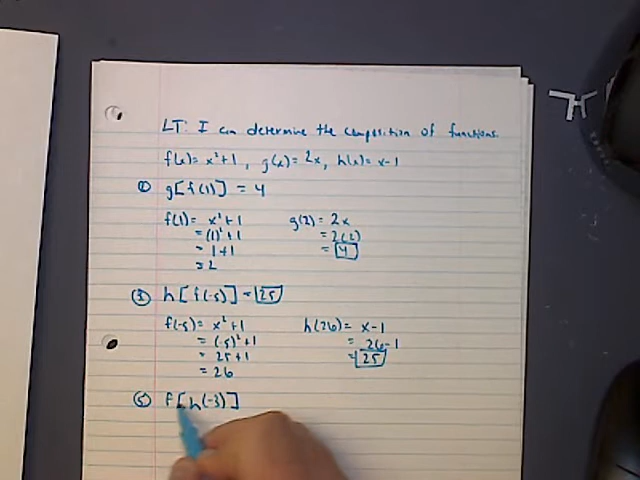 LT: I can determine the composition of functions.
f(x) = x²+1, g(x) = 2x, h(x) = x-1
① g[f(1)] = 4
f(1) = x²+1 g(2) = 2x
= (1)²+1 = 2(2)
= 1+1 = 4
= 2
③ h[f(-5)] = 25
f(-5) = x²+1 h(26) = x-1
= (-5)²+1 = 26-1
= 25+1 = 25
= 26
⑤ f[h(-3)]